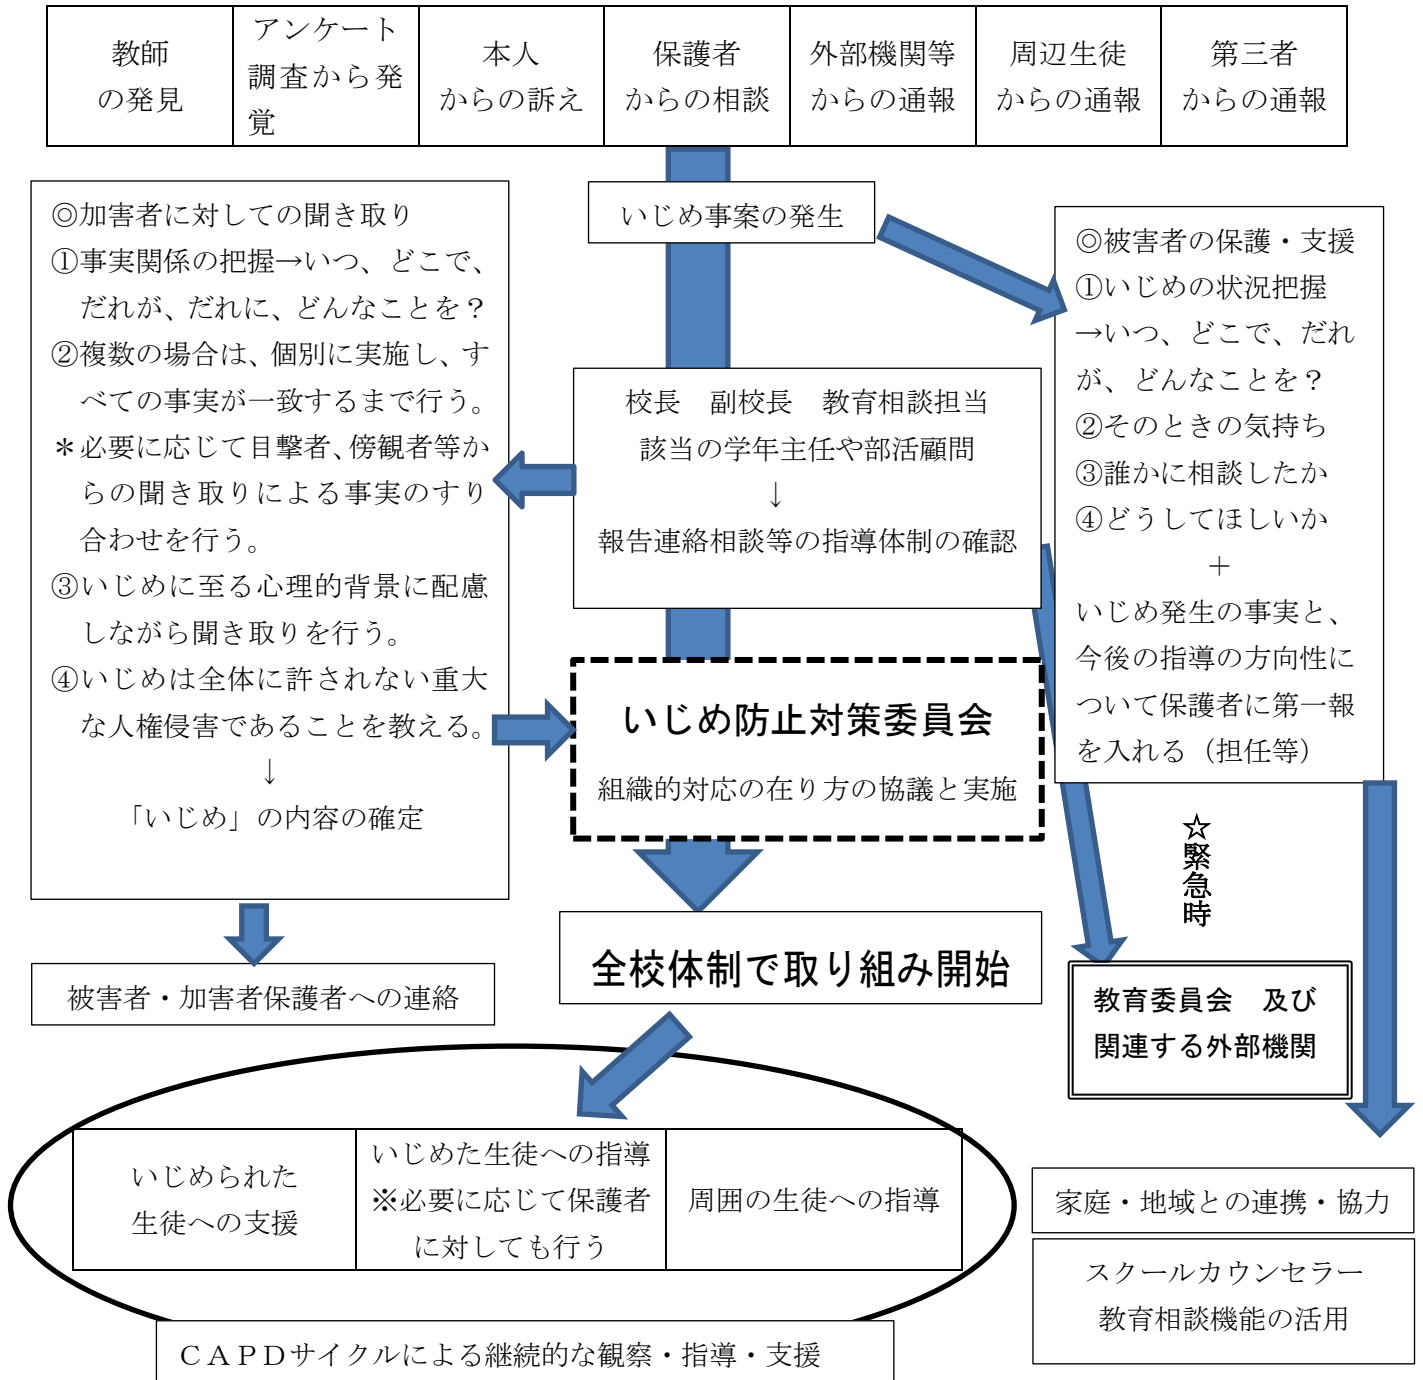 教師
の発見
アンケート
調査から発
覚
本人
からの訴え
保護者
からの相談
外部機関等
からの通報
周辺生徒
からの通報
第三者
からの通報
いじめ事案の発生
◎加害者に対しての聞き取り
①事実関係の把握→いつ、どこで、
だれが、だれに、どんなことを？
②複数の場合は、個別に実施し、す
べての事実が一致するまで行う。
＊必要に応じて目撃者、傍観者等か
らの聞き取りによる事実のすり
合わせを行う。
③いじめに至る心理的背景に配慮
しながら聞き取りを行う。
④いじめは全体に許されない重大
な人権侵害であることを教える。
↓
「いじめ」の内容の確定
校長　副校長　教育相談担当
該当の学年主任や部活顧問
↓
報告連絡相談等の指導体制の確認
◎被害者の保護・支援
①いじめの状況把握
→いつ、どこで、だれ
が、どんなことを？
②そのときの気持ち
③誰かに相談したか
④どうしてほしいか
＋
いじめ発生の事実と、
今後の指導の方向性に
ついて保護者に第一報
を入れる（担任等）
いじめ防止対策委員会
組織的対応の在り方の協議と実施
☆緊急時
全校体制で取り組み開始
被害者・加害者保護者への連絡
教育委員会　及び
関連する外部機関
いじめられた
生徒への支援
いじめた生徒への指導
※必要に応じて保護者
に対しても行う
周囲の生徒への指導
家庭・地域との連携・協力
スクールカウンセラー
教育相談機能の活用
ＣＡＰＤサイクルによる継続的な観察・指導・支援